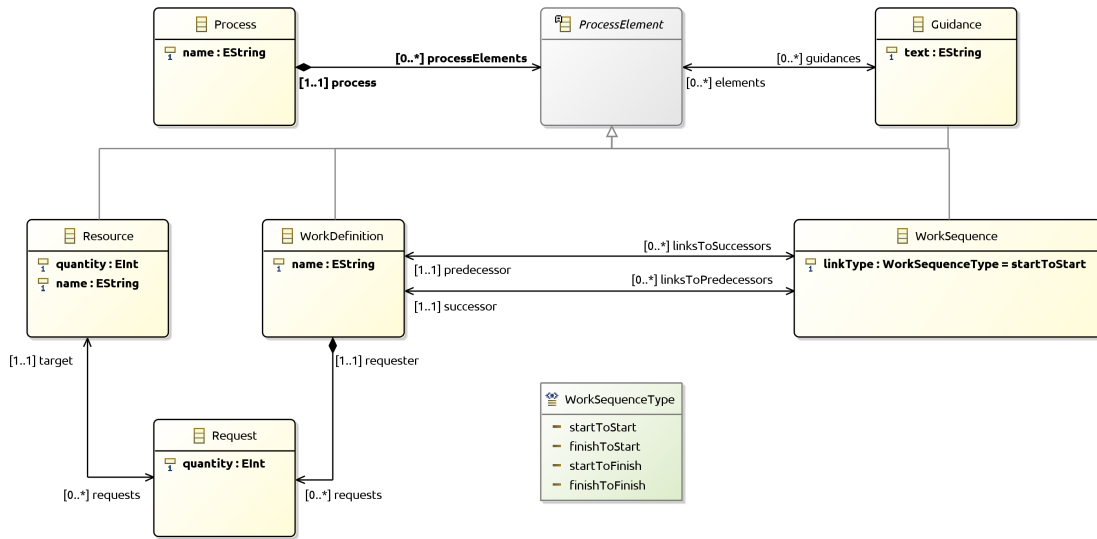 Process
name : EString
ProcessElement
Guidance
text : EString
[0..*] processElements
[1..1] process
[0..*] guidances
[0..*] elements
Resource
quantity : EInt
name : EString
WorkDefinition
name : EString
WorkSequence
linkType : WorkSequenceType = startToStart
[0..*] linksToSuccessors
[1..1] predecessor
[0..*] linksToPredecessors
[1..1] successor
[1..1] target
[1..1] requester
WorkSequenceType
startToStart
finishToStart
startToFinish
finishToFinish
Request
quantity : EInt
[0..*] requests
[0..*] requests